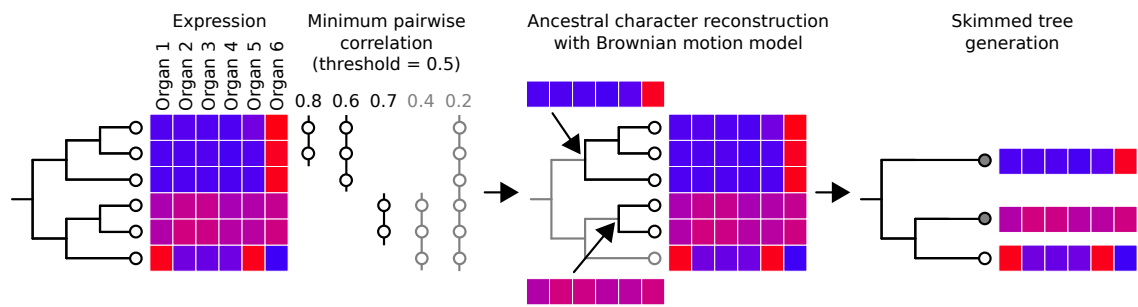 Expression
Organ 1
Organ 2
Organ 3
Organ 4
Organ 5
Organ 6
Minimum pairwise
correlation
(threshold = 0.5)
0.8 0.6 0.7 0.4 0.2
Ancestral character reconstruction
with Brownian motion model
Skimmed tree
generation